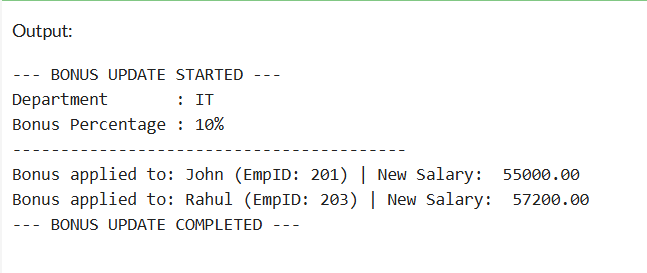 Output:
--- BONUS UPDATE STARTED ---
Department       : IT
Bonus Percentage : 10%
-----------------------------------------
Bonus applied to: John (EmpID: 201) | New Salary:  55000.00
Bonus applied to: Rahul (EmpID: 203) | New Salary:  57200.00
--- BONUS UPDATE COMPLETED ---